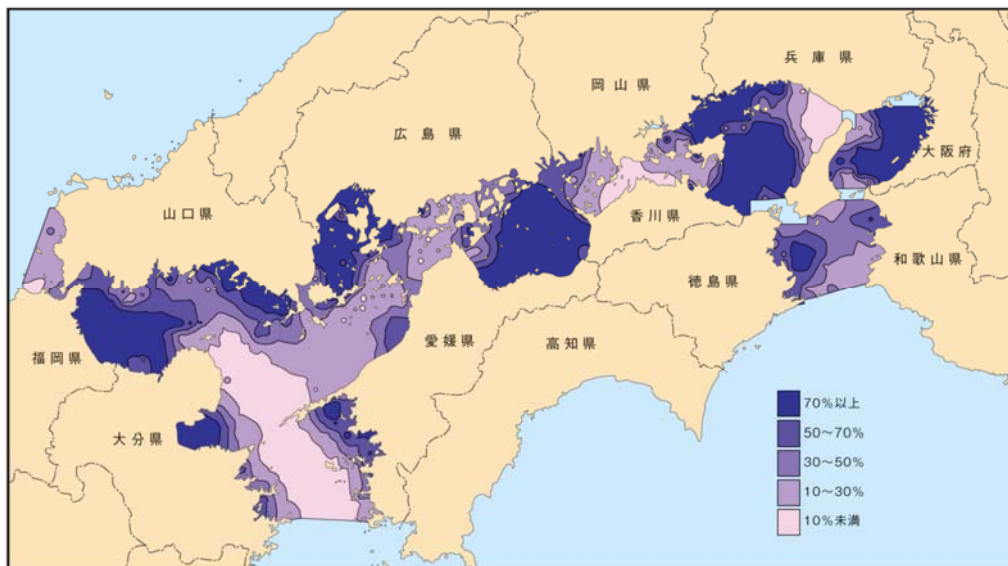 兵庫県
岡山県
広島県
大阪府
山口県
香川県
和歌山県
徳島県
愛媛県
高知県
福岡県
大分県
70%以上
50～70%
30～50%
10～30%
10%未満